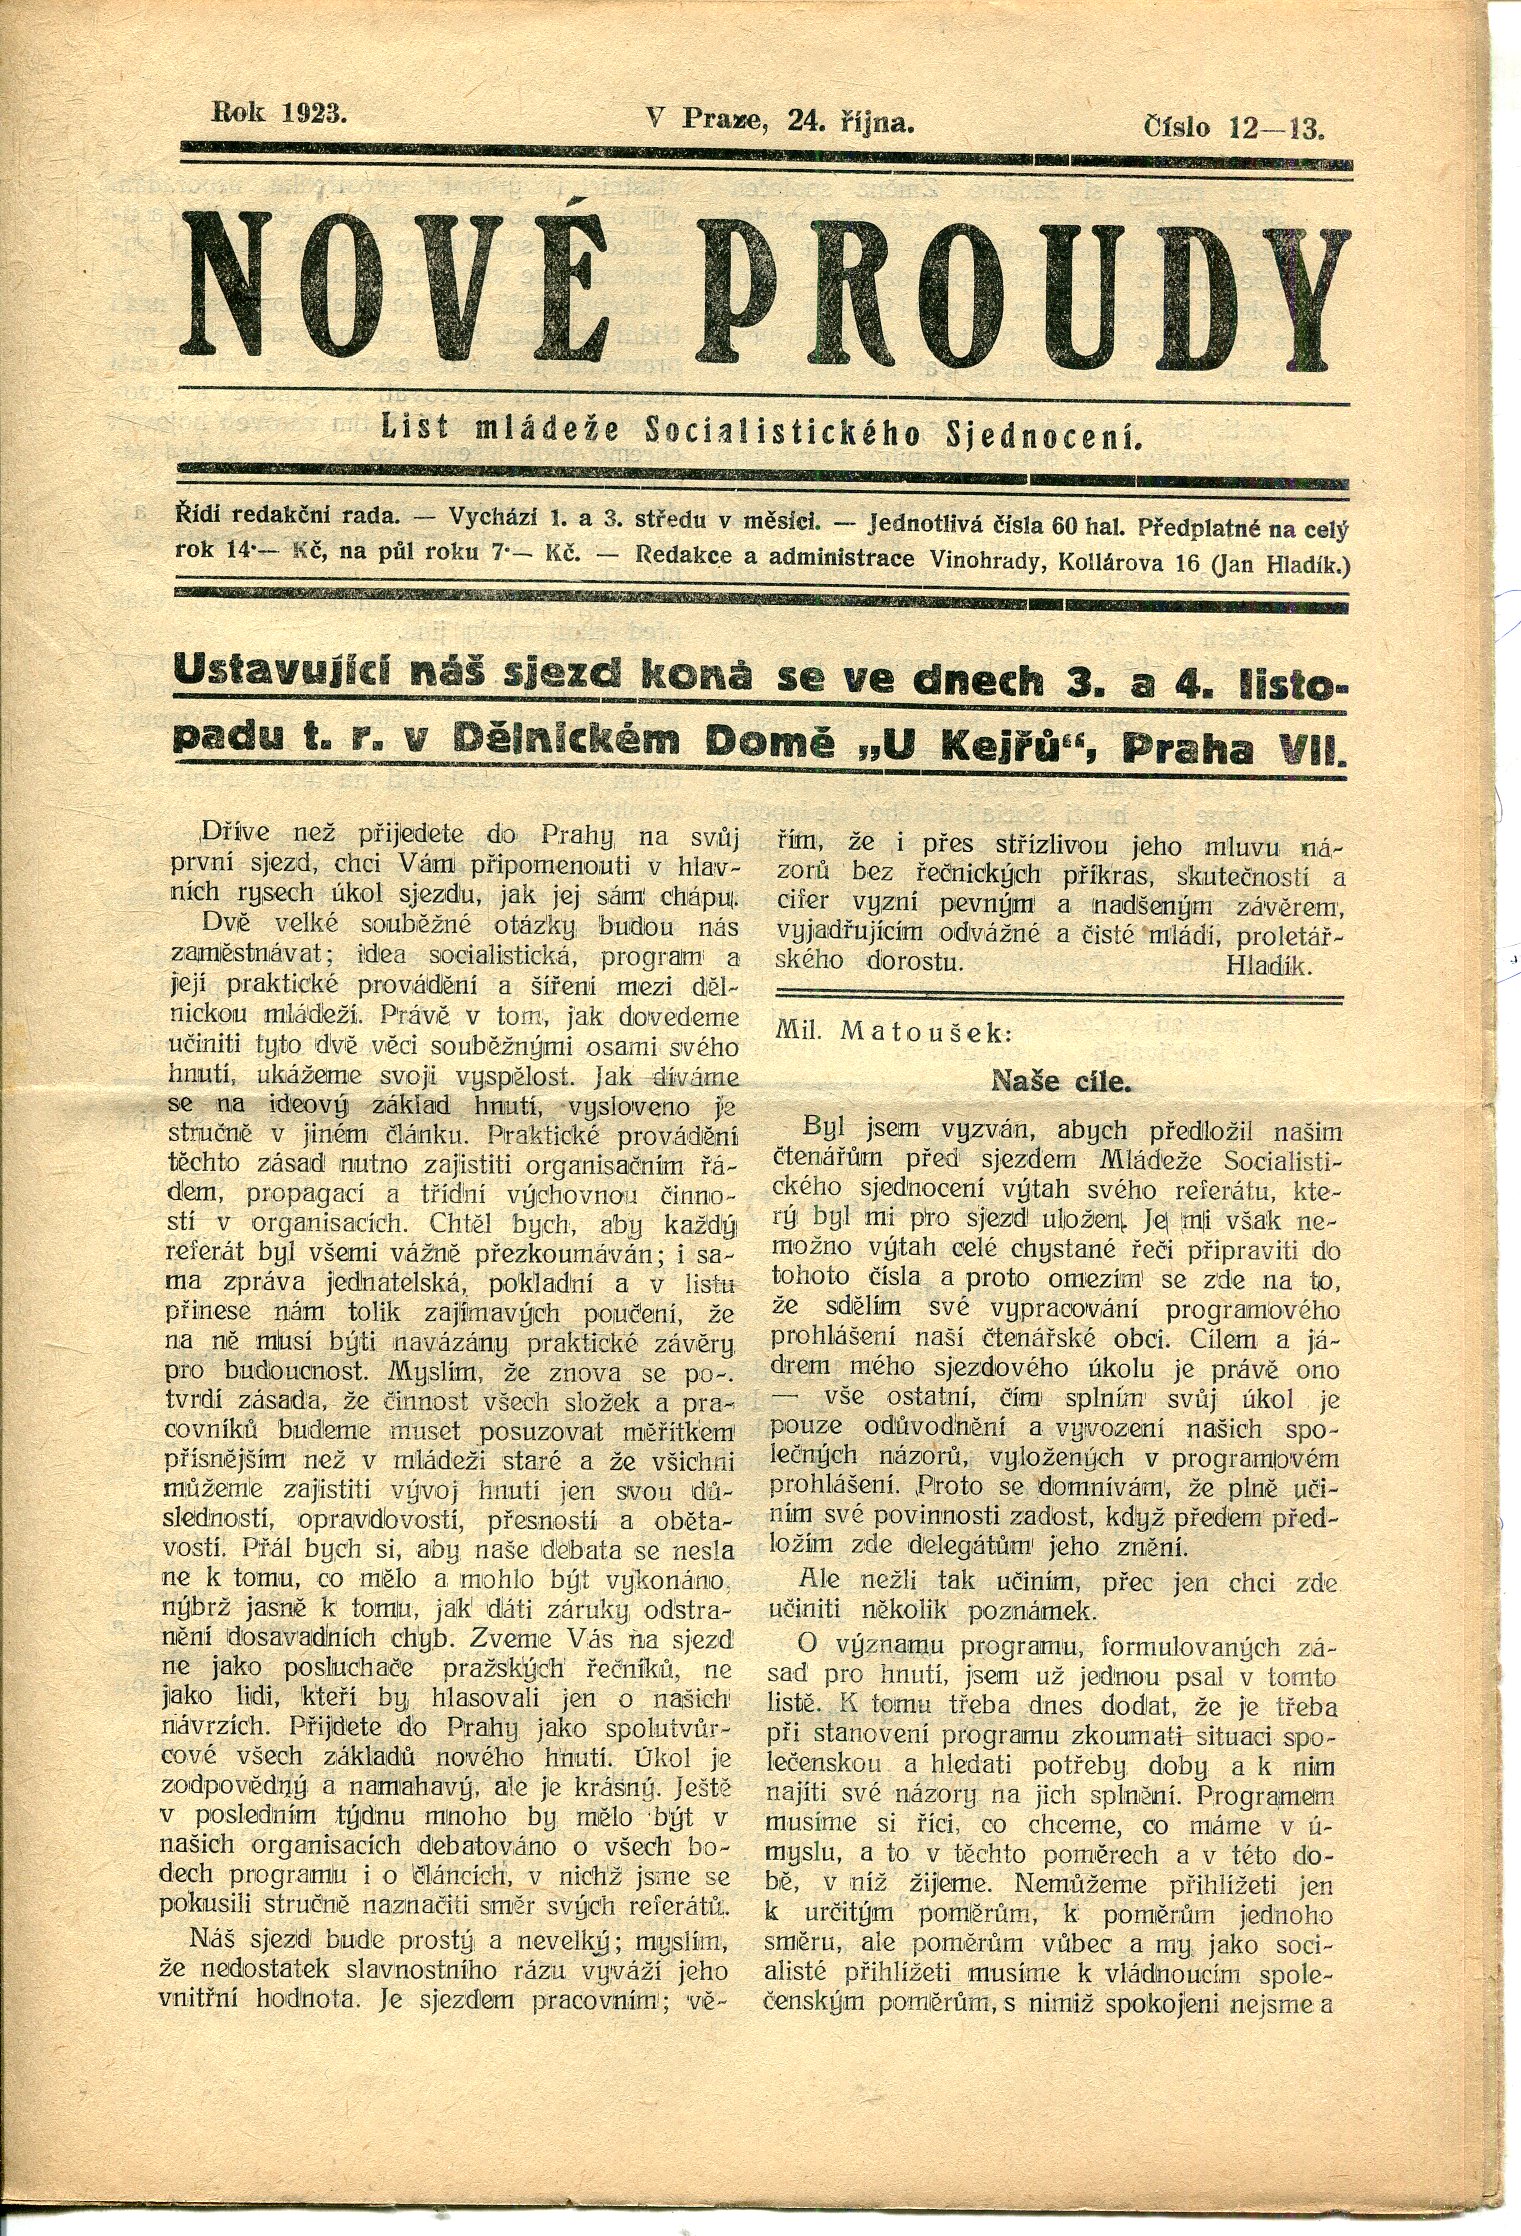 Rok 1923.
V Praze, 24. října.
Číslo 12—13.
NOVÉ PROUDY
List mládeže Socialistického Sjednocení.
Řídí redakční rada. — Vychází 1. a 3. středu v měsíci. — Jednotlivá čísla 60 hal. Předplatné na celý
rok 14·— Kč, na půl roku 7·— Kč. — Redakce a administrace Vinohrady, Kollárova 16 (Jan Hladík.)
Ustavující náš sjezd koná se ve dnech 3. a 4. listo-
padu t. r. v Dělnickém Domě „U Kejřů“, Praha VII.
Dříve než přijedete do Prahy na svůj
první sjezd, chci Vám připomenouti v hlav-
ních rysech úkol sjezdu, jak jej sám chápu.
Dvě velké souběžné otázky budou nás
zaměstnávat; idea socialistická, program a
její praktické provádění a šíření mezi děl-
nickou mládeží. Právě v tom, jak dovedeme
učiniti tyto dvě věci souběžnými osami svého
hnutí, ukážeme svoji vyspělost. Jak díváme
se na ideový základ hnutí, vysloveno je
stručně v jiném článku. Praktické provádění
těchto zásad nutno zajistiti organisačním řá-
dem, propagací a třídní výchovnou činno-
stí v organisacích. Chtěl bych, aby každý
referát byl všemi vážně přezkoumáván; i sa-
ma zpráva jednatelská, pokladní a v listu
přinese nám tolik zajímavých poučení, že
na ně musí býti navázány praktické závěry
pro budoucnost. Myslím, že znova se po-.
tvrdí zásada, že činnost všech složek a pra-
covníků budeme muset posuzovat měřítkem
přísnějším než v mládeži staré a že všichni
můžeme zajistiti vývoj hnutí jen svou dů-
sledností, opravdovostí, přesností a oběta-
vostí. Přál bych si, aby naše debata se nesla
ne k tomu, co mělo a mohlo být vykonáno,
nýbrž jasně k tomu, jak dáti záruky odstra-
nění dosavadních chyb. Zveme Vás na sjezd
ne jako posluchače pražských řečníků, ne
jako lidi, kteří by hlasovali jen o našich
návrzích. Přijdete do Prahy jako spolutvůr-
cové všech základů nového hnutí. Úkol je
zodpovědný a namahavý, ale je krásný. Ještě
v posledním týdnu mnoho by mělo být v
našich organisacích debatováno o všech bo-
dech programu i o článcích, v nichž jsme se
pokusili stručně naznačiti směr svých referátů.
Náš sjezd bude prostý a nevelký; myslím,
že nedostatek slavnostního rázu vyváží jeho
vnitřní hodnota. Je sjezdem pracovním; vě-
řím, že i přes střízlivou jeho mluvu ná-
zorů bez řečnických příkras, skutečností a
cifer vyzní pevným a nadšeným závěrem,
vyjadřujícím odvážné a čisté mládí, proletář-
ského dorostu. Hladík.
Mil. Matoušek:
Naše cíle.
Byl jsem vyzván, abych předložil našim
čtenářům před sjezdem Mládeže Socialisti-
ckého sjednocení výtah svého referátu, kte-
rý byl mi pro sjezd uložen. Je mi však ne-
možno výtah celé chystané řeči připraviti do
tohoto čísla a proto omezím se zde na to,
že sdělím své vypracování programového
prohlášení naší čtenářské obci. Cílem a já-
drem mého sjezdového úkolu je právě ono
— vše ostatní, čím splním svůj úkol je
pouze odůvodnění a vyvození našich spo-
lečných názorů, vyložených v programovém
prohlášení. Proto se domnívám, že plně uči-
ním své povinnosti zadost, když předem před-
ložím zde delegátům jeho znění.
Ale nežli tak učiním, přec jen chci zde
učiniti několik poznámek.
O významu programu, formulovaných zá-
sad pro hnutí, jsem už jednou psal v tomto
listě. K tomu třeba dnes dodat, že je třeba
při stanovení programu zkoumati situaci spo-
lečenskou a hledati potřeby doby a k nim
najíti své názory na jich splnění. Programem
musíme si říci, co chceme, co máme v ú-
myslu, a to v těchto poměrech a v této do-
bě, v níž žijeme. Nemůžeme přihlížeti jen
k určitým poměrům, k poměrům jednoho
směru, ale poměrům vůbec a my jako soci-
alisté přihlížeti musíme k vládnoucím spole-
čenským poměrům, s nimiž spokojeni nejsme a